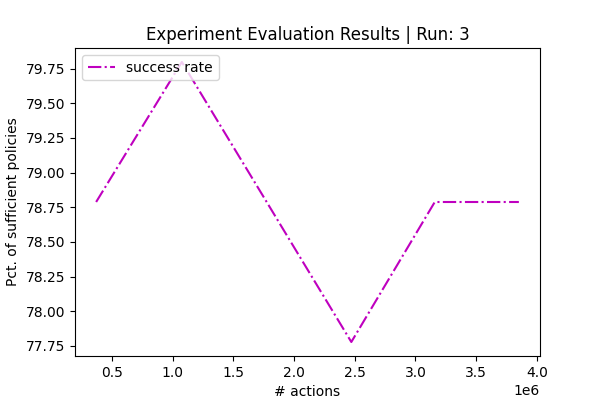 Experiment Evaluation Results | Run: 3
success rate
Pct. of sufficient policies
79.75
79.50
79.25
79.00
78.75
78.50
78.25
78.00
77.75
0.5 1.0 1.5 2.0 2.5 3.0 3.5 4.0
# actions
1e6